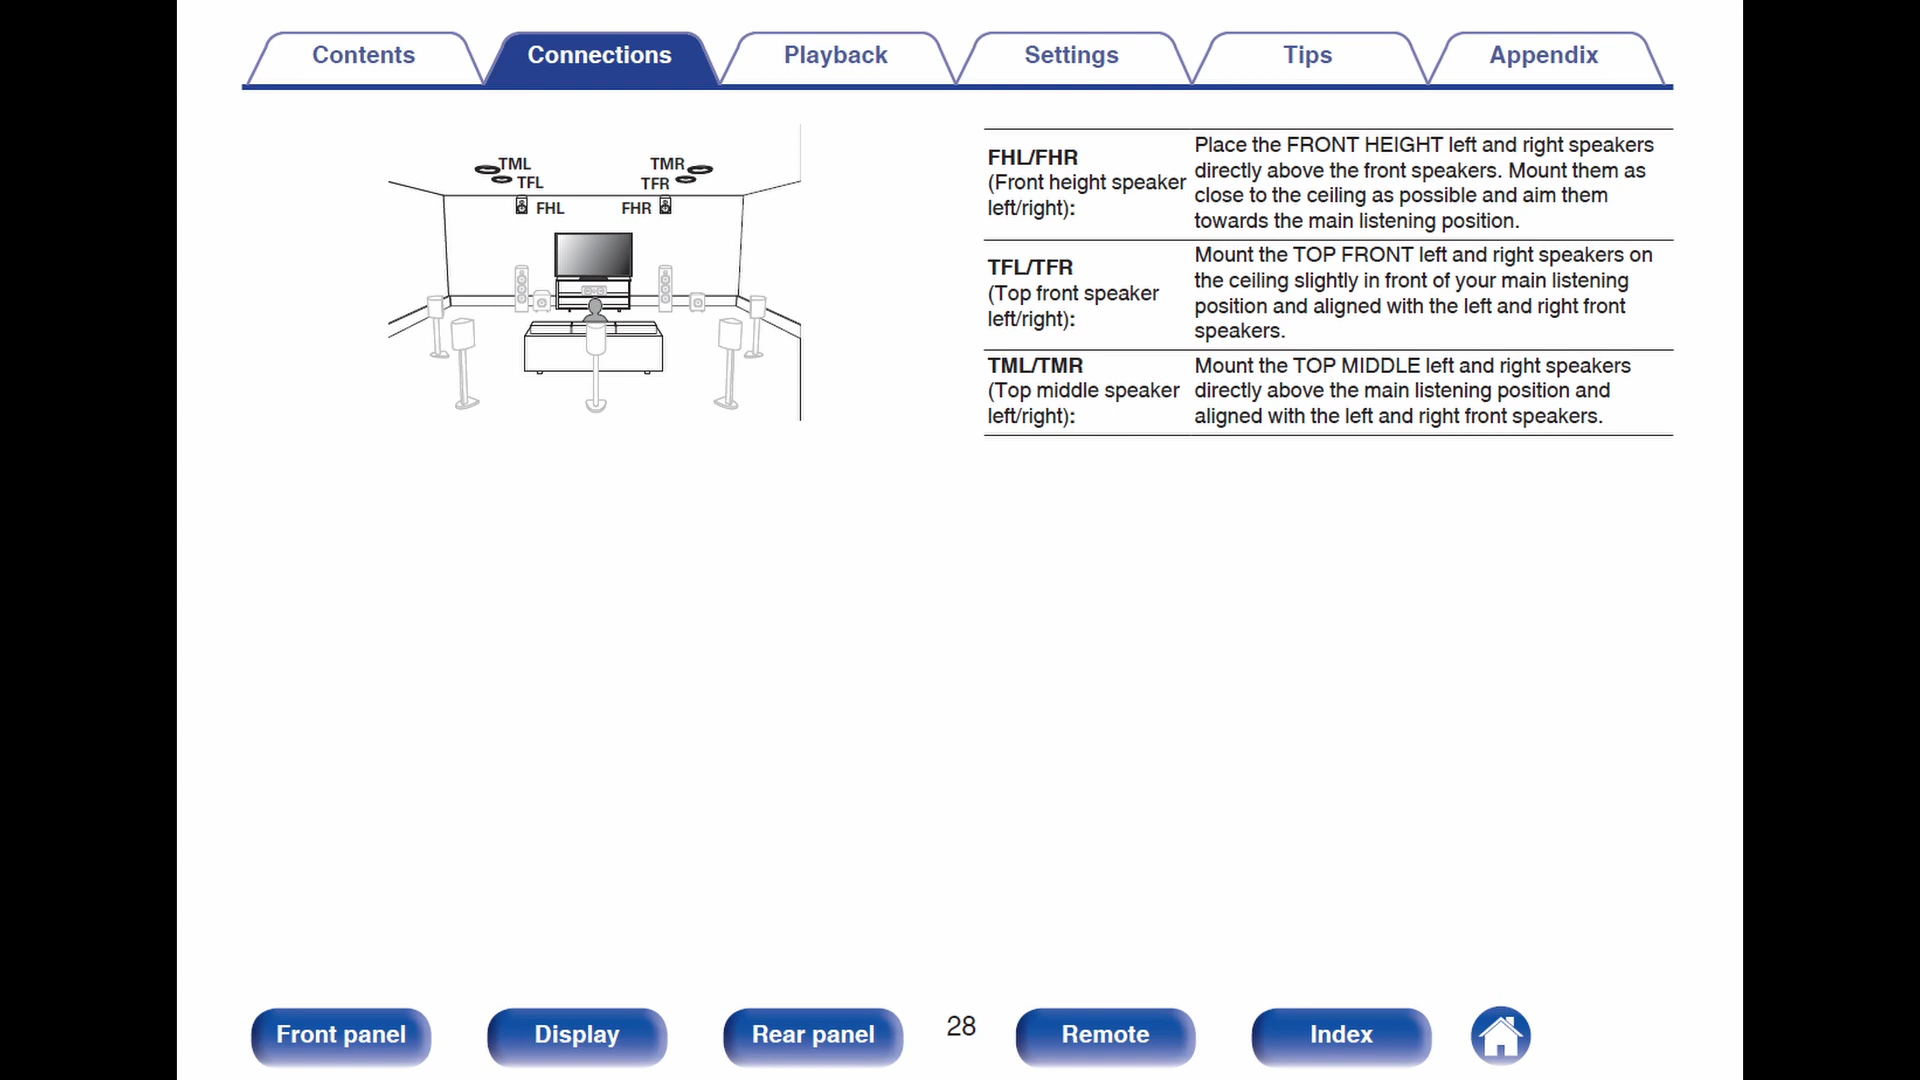 Contents
Connections
Playback
Settings
Tips
Appendix
TML
TMR
TFL
TFR
FHL
FHR
FHL/FHR
(Front height speaker
left/right):
Place the FRONT HEIGHT left and right speakers
directly above the front speakers. Mount them as
close to the ceiling as possible and aim them
towards the main listening position.
TFL/TFR
(Top front speaker
left/right):
Mount the TOP FRONT left and right speakers on
the ceiling slightly in front of your main listening
position and aligned with the left and right front
speakers.
TML/TMR
(Top middle speaker
left/right):
Mount the TOP MIDDLE left and right speakers
directly above the main listening position and
aligned with the left and right front speakers.
Front panel
Display
Rear panel
28
Remote
Index